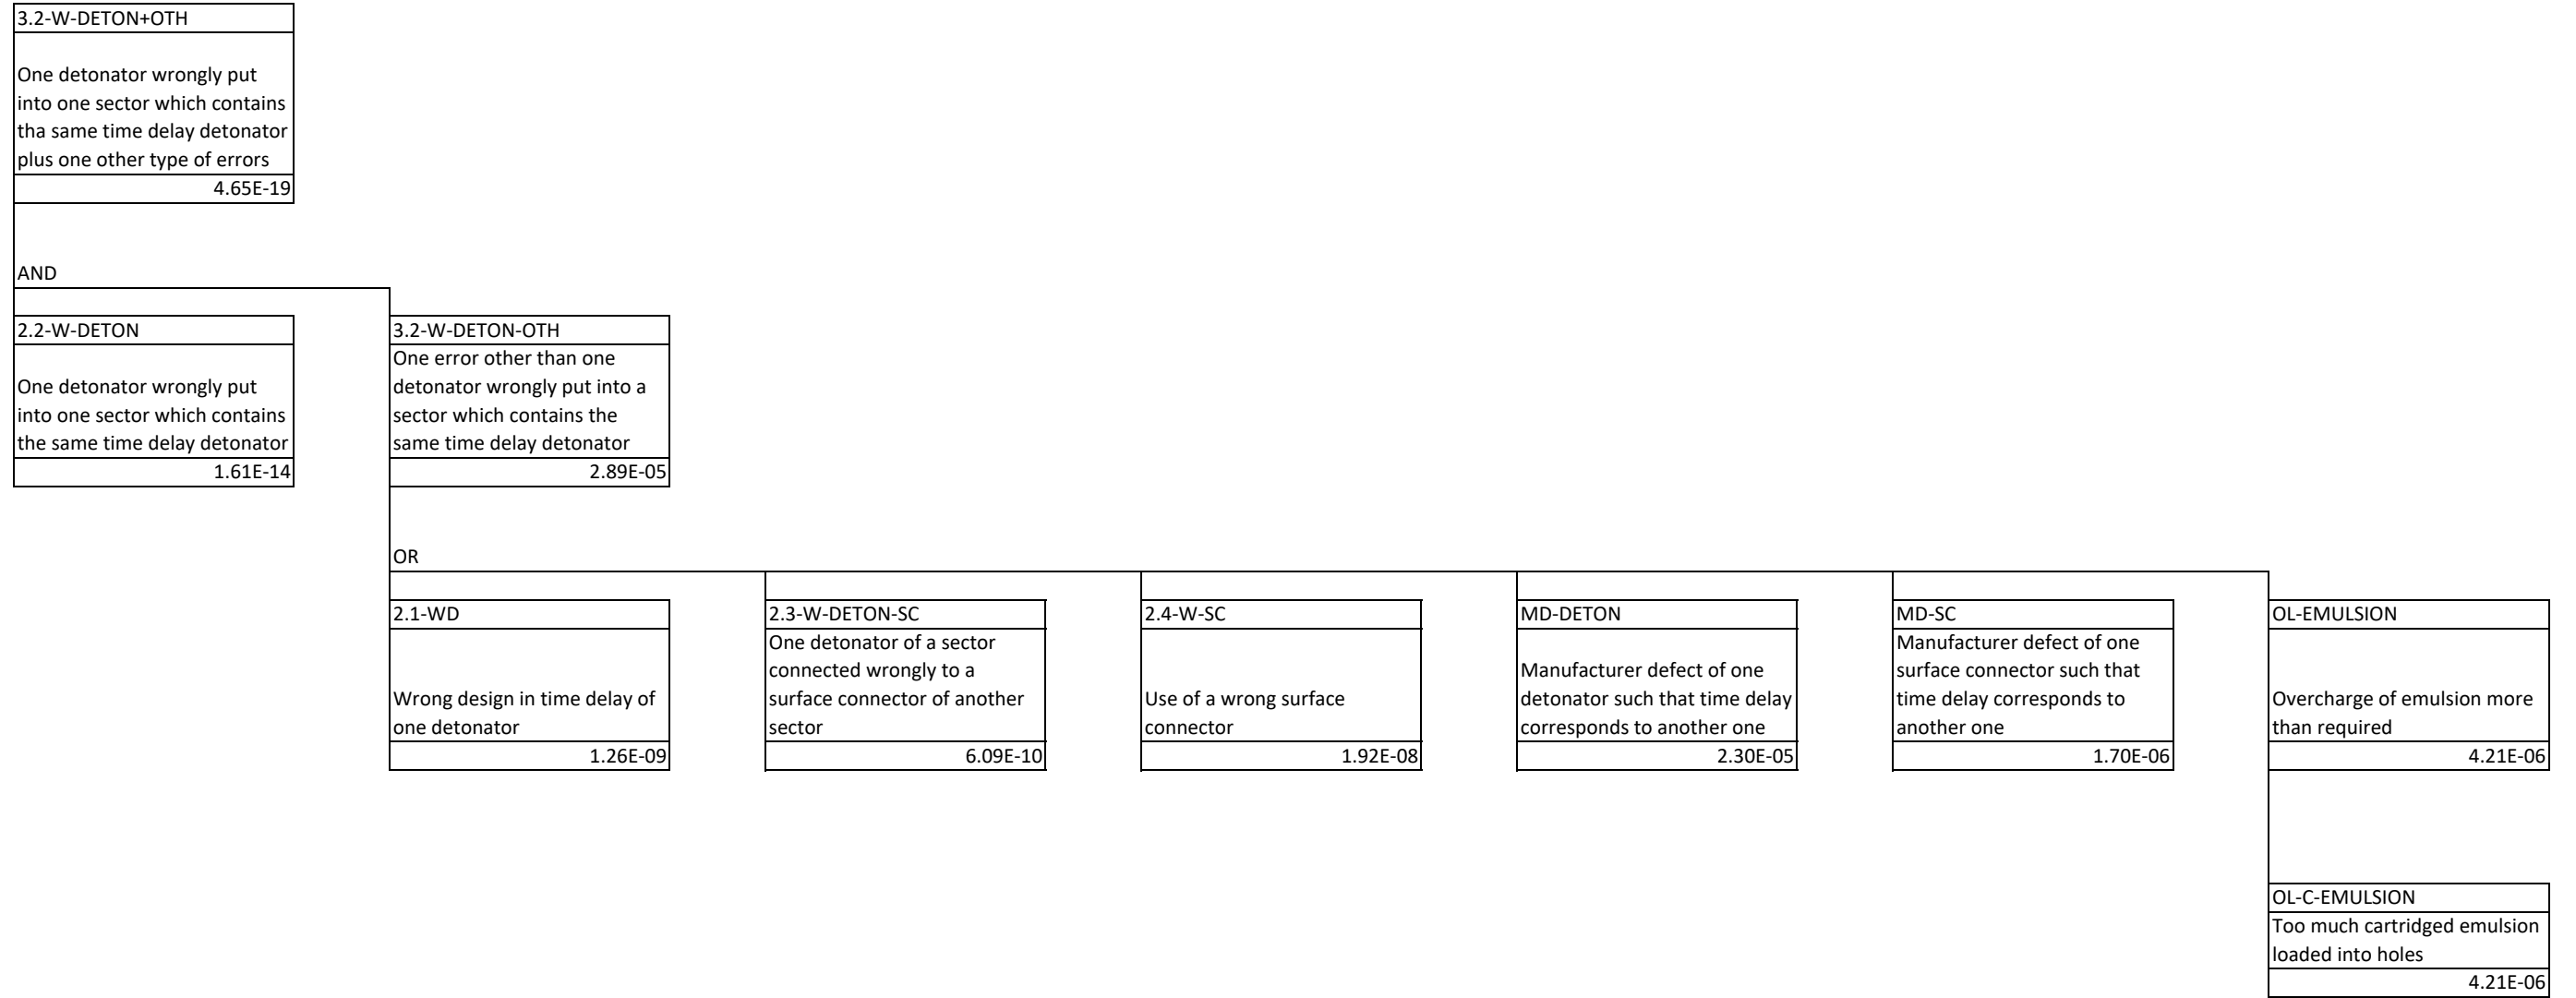 3.2-W-DETON+OTH
One detonator wrongly put
into one sector which contains
tha same time delay detonator
plus one other type of errors
4.65E-19
AND
2.2-W-DETON
One detonator wrongly put
into one sector which contains
the same time delay detonator
1.61E-14
3.2-W-DETON-OTH
One error other than one
detonator wrongly put into a
sector which contains the
same time delay detonator
2.89E-05
OR
2.1-WD
Wrong design in time delay of
one detonator
1.26E-09
2.3-W-DETON-SC
One detonator of a sector
connected wrongly to a
surface connector of another
sector
6.09E-10
2.4-W-SC
Use of a wrong surface
connector
1.92E-08
MD-DETON
Manufacturer defect of one
detonator such that time delay
corresponds to another one
2.30E-05
MD-SC
Manufacturer defect of one
surface connector such that
time delay corresponds to
another one
1.70E-06
OL-EMULSION
Overcharge of emulsion more
than required
4.21E-06
OL-C-EMULSION
Too much cartridged emulsion
loaded into holes
4.21E-06